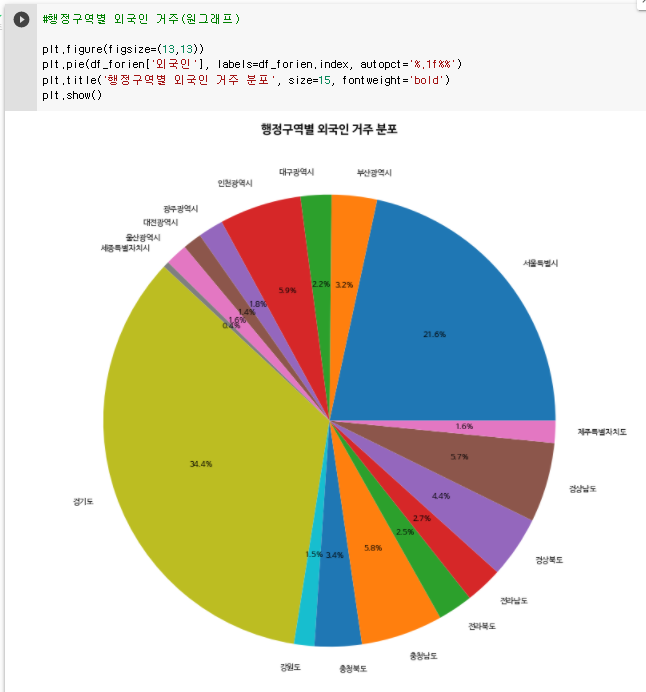 #행정구역별 외국인 거주(원그래프)
plt.figure(figsize=(13,13))
plt.pie(df_forien['외국인'], labels=df_forien.index, autopct='%.1f%%')
plt.title('행정구역별 외국인 거주 분포', size=15, fontweight='bold')
plt.show()
행정구역별 외국인 거주 분포
대구광역시
부산광역시
인천광역시
광주광역시
대전광역시
울산광역시
세종특별자치시
서울특별시
2.2%
3.2%
5.9%
1.8%
1.4%
1.6%
0.4%
21.6%
제주특별자치도
1.6%
5.7%
34.4%
4.4%
경상남도
경기도
2.7%
2.5%
5.8%
3.4%
1.5%
경상북도
전라남도
전라북도
충청남도
충청북도
강원도